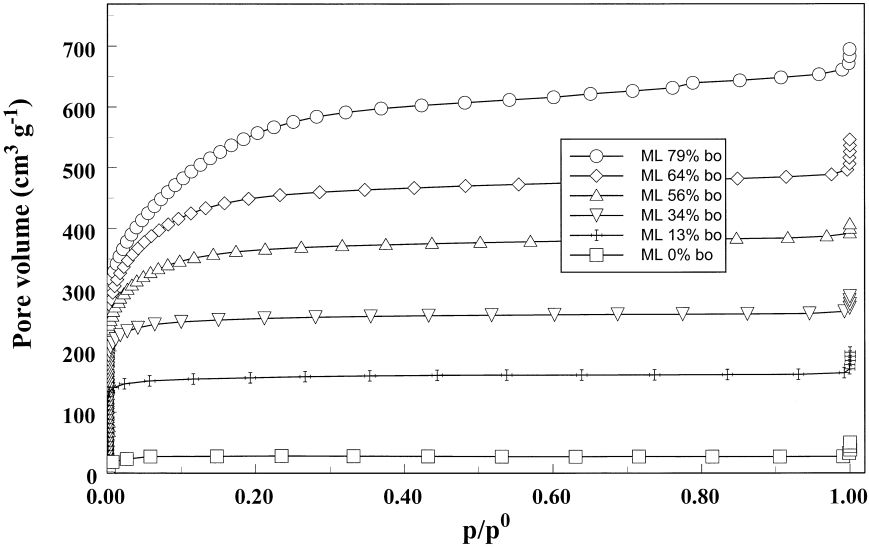 700
600
500
400
300
200
100
0
Pore volume (cm³ g⁻¹)
ML 79% bo
ML 64% bo
ML 56% bo
ML 34% bo
ML 13% bo
ML 0% bo
0.00 0.20 0.40 0.60 0.80 1.00
p/p⁰